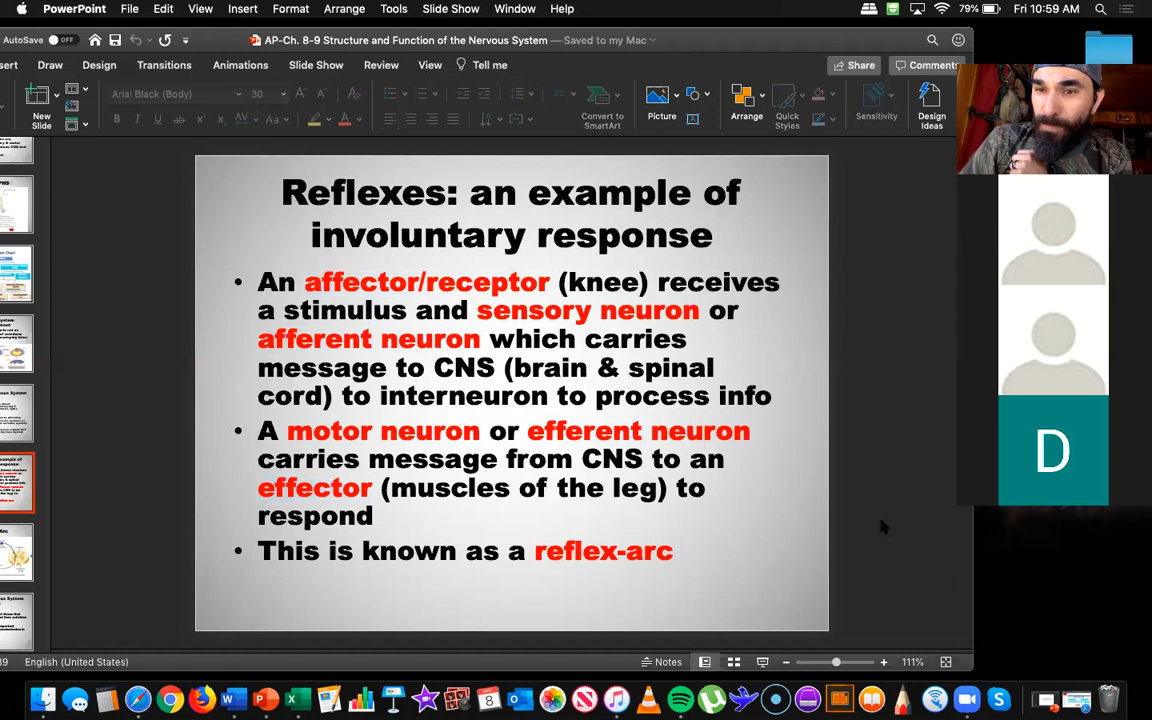 PowerPoint File Edit View Insert Format Arrange Tools Slide Show Window Help 79% Fri 10:59 AM
AutoSave OFF AP-Ch. 8-9 Structure and Function of the Nervous System — Saved to my Mac
sert Draw Design Transitions Animations Slide Show Review View Tell me Share Comments
Arial Black (Body) 30
New Slide
Convert to SmartArt
Picture
Arrange
Quick Styles
Sensitivity
Design Ideas
Reflexes: an example of
involuntary response
• An affector/receptor (knee) receives
a stimulus and sensory neuron or
afferent neuron which carries
message to CNS (brain & spinal
cord) to interneuron to process info
• A motor neuron or efferent neuron
carries message from CNS to an
effector (muscles of the leg) to
respond
• This is known as a reflex-arc
D
39 English (United States) Notes 111%
8